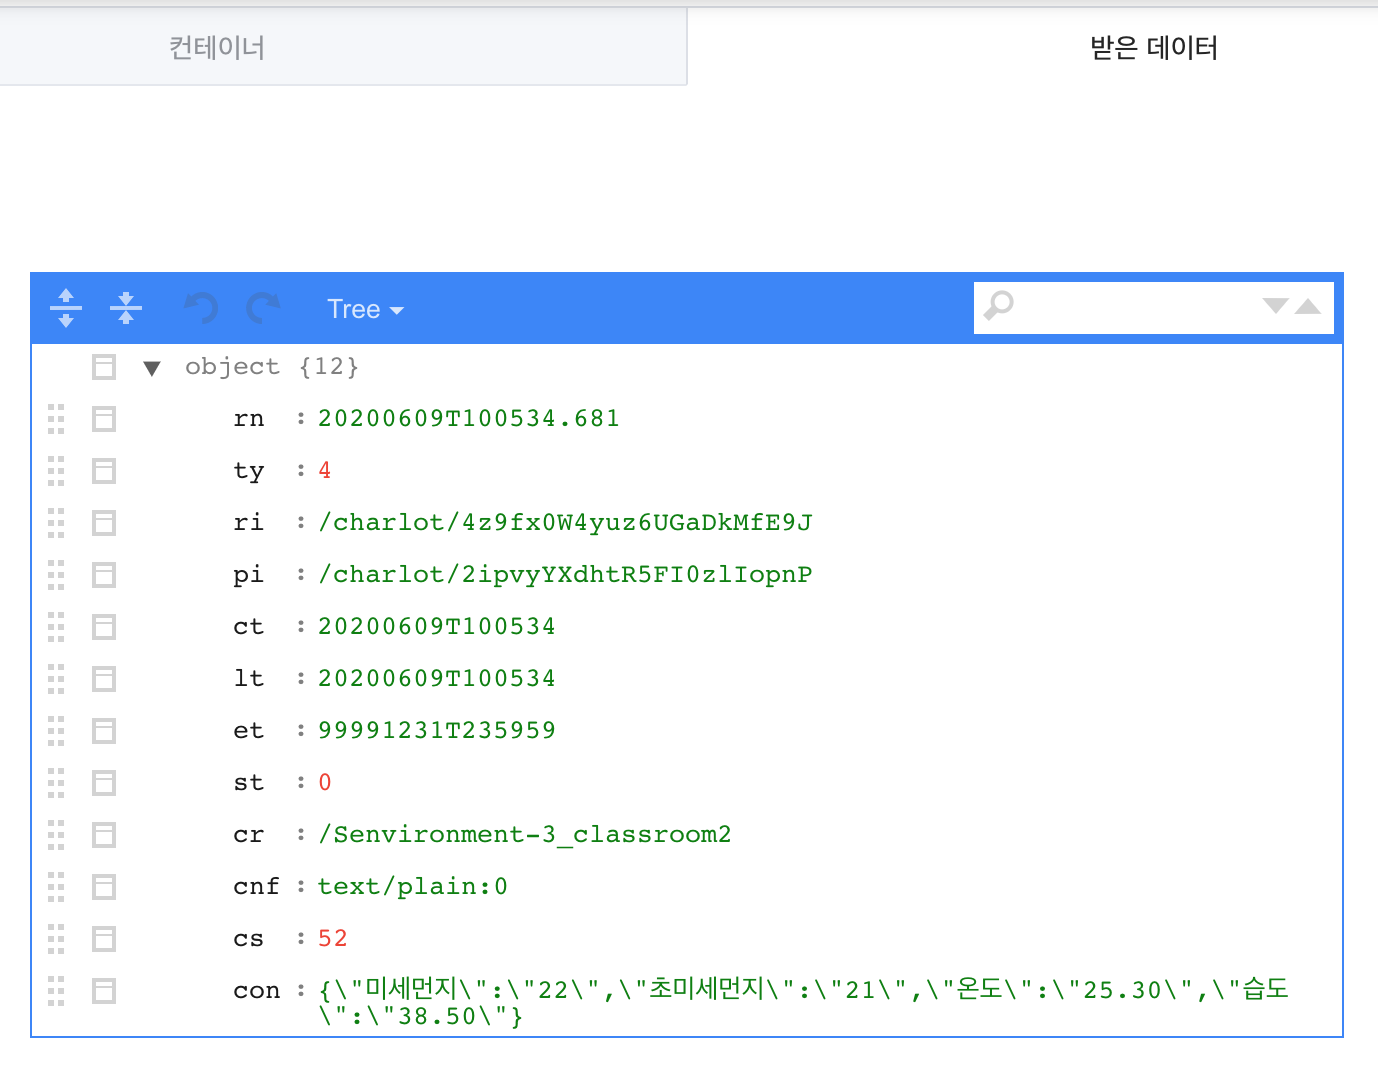 컨테이너
받은 데이터
Tree
object {12}
rn : 20200609T100534.681
ty : 4
ri : /charlot/4z9fx0W4yuz6UGaDkMfE9J
pi : /charlot/2ipvyYXdhtR5FI0zlIopnP
ct : 20200609T100534
lt : 20200609T100534
et : 99991231T235959
st : 0
cr : /Senvironment-3_classroom2
cnf : text/plain:0
cs : 52
con : {\"미세먼지\":\"22\",\"초미세먼지\":\"21\",\"온도\":\"25.30\",\"습도
\":\"38.50\"}